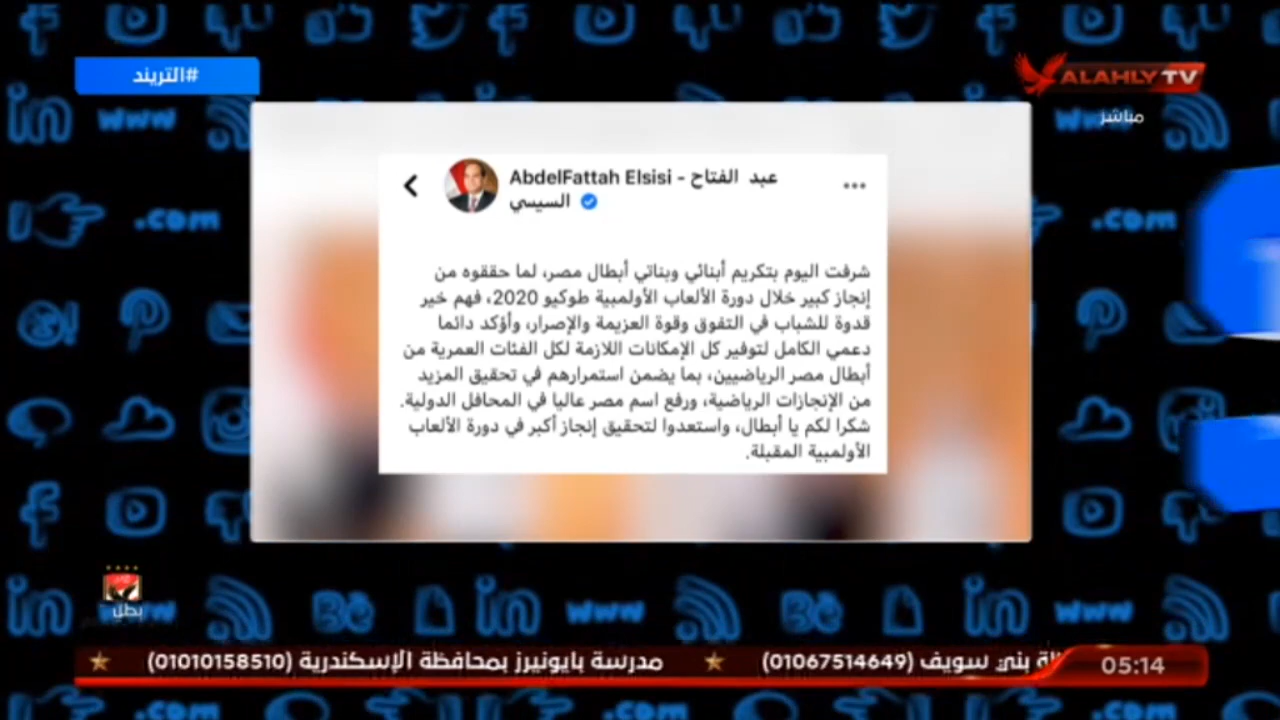 #التريند
ALAHLY TV
مباشر
AbdelFattah Elsisi - عبد الفتاح
السيسي
شرفت اليوم بتكريم أبنائي وبناتي أبطال مصر، لما حققوه من
إنجاز كبير خلال دورة الألعاب الأولمبية طوكيو 2020، فهم خير
قدوة للشباب في التفوق وقوة العزيمة والإصرار، وأؤكد دائما
دعمي الكامل لتوفير كل الإمكانات اللازمة لكل الفئات العمرية من
أبطال مصر الرياضيين، بما يضمن استمرارهم في تحقيق المزيد
من الإنجازات الرياضية، ورفع اسم مصر عاليا في المحافل الدولية.
شكرا لكم يا أبطال، واستعدوا لتحقيق إنجاز أكبر في دورة الألعاب
الأولمبية المقبلة.
بطل
بني سويف (01067514649) ★ مدرسة بايونيرز بمحافظة الإسكندرية (01010158510) ★
05:14